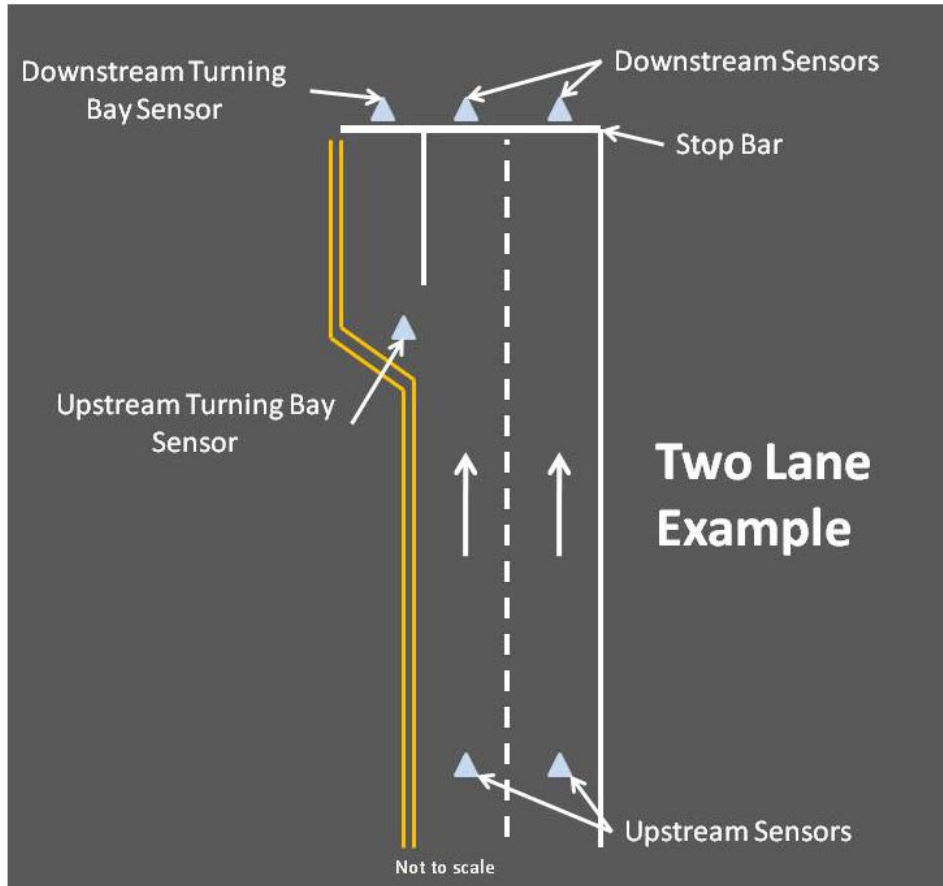 Downstream Turning
Bay Sensor
Downstream Sensors
Stop Bar
Upstream Turning Bay
Sensor
Two Lane
Example
Upstream Sensors
Not to scale